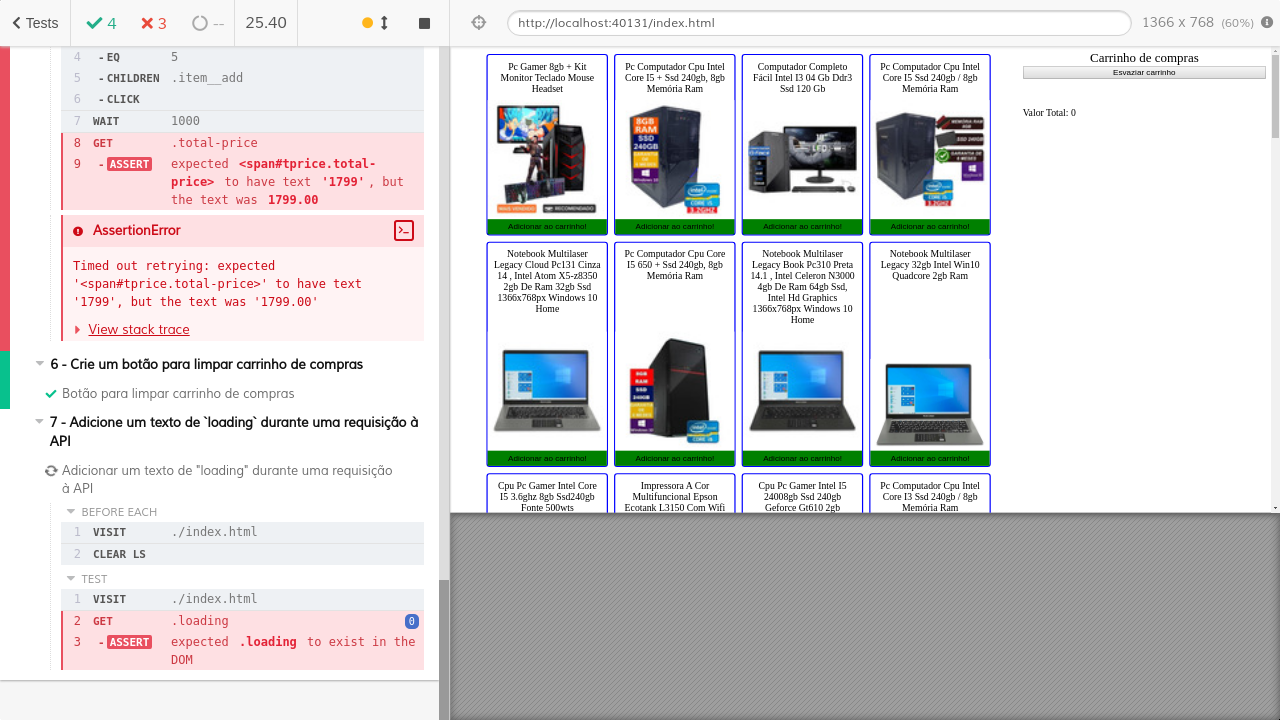 Tests
4
3
--
25.40
http://localhost:40131/index.html
1366 x 768 (60%)
4 - EQ 5
5 - CHILDREN .item__add
6 - CLICK
7 WAIT 1000
8 GET .total-price
9 - ASSERT expected <span#tprice.total-
price> to have text '1799', but
the text was 1799.00
AssertionError
Timed out retrying: expected
'<span#tprice.total-price>' to have text
'1799', but the text was '1799.00'
View stack trace
6 - Crie um botão para limpar carrinho de compras
Botão para limpar carrinho de compras
7 - Adicione um texto de `loading` durante uma requisição à
API
Adicionar um texto de "loading" durante uma requisição
à API
BEFORE EACH
1 VISIT ./index.html
2 CLEAR LS
TEST
1 VISIT ./index.html
2 GET .loading 0
3 - ASSERT expected .loading to exist in the
DOM
Pc Gamer 8gb + Kit
Monitor Teclado Mouse
Headset
Adicionar ao carrinho!
Pc Computador Cpu Intel
Core I5 + Ssd 240gb, 8gb
Memória Ram
8GB
RAM
SSD
240GB
Adicionar ao carrinho!
Computador Completo
Fácil Intel I3 04 Gb Ddr3
Ssd 120 Gb
Adicionar ao carrinho!
Pc Computador Cpu Intel
Core I5 Ssd 240gb / 8gb
Memória Ram
Adicionar ao carrinho!
Notebook Multilaser
Legacy Cloud Pc131 Cinza
14 , Intel Atom X5-z8350
2gb De Ram 32gb Ssd
1366x768px Windows 10
Home
Adicionar ao carrinho!
Pc Computador Cpu Core
I5 650 + Ssd 240gb, 8gb
Memória Ram
Adicionar ao carrinho!
Notebook Multilaser
Legacy Book Pc310 Preta
14.1 , Intel Celeron N3000
4gb De Ram 64gb Ssd,
Intel Hd Graphics
1366x768px Windows 10
Home
Adicionar ao carrinho!
Notebook Multilaser
Legacy 32gb Intel Win10
Quadcore 2gb Ram
Adicionar ao carrinho!
Cpu Pc Gamer Intel Core
I5 3.6ghz 8gb Ssd240gb
Fonte 500wts
Impressora A Cor
Multifuncional Epson
Ecotank L3150 Com Wifi
Cpu Pc Gamer Intel I5
24008gb Ssd 240gb
Geforce Gt610 2gb
Pc Computador Cpu Intel
Core I3 Ssd 240gb / 8gb
Memória Ram
Carrinho de compras
Esvaziar carrinho
Valor Total: 0